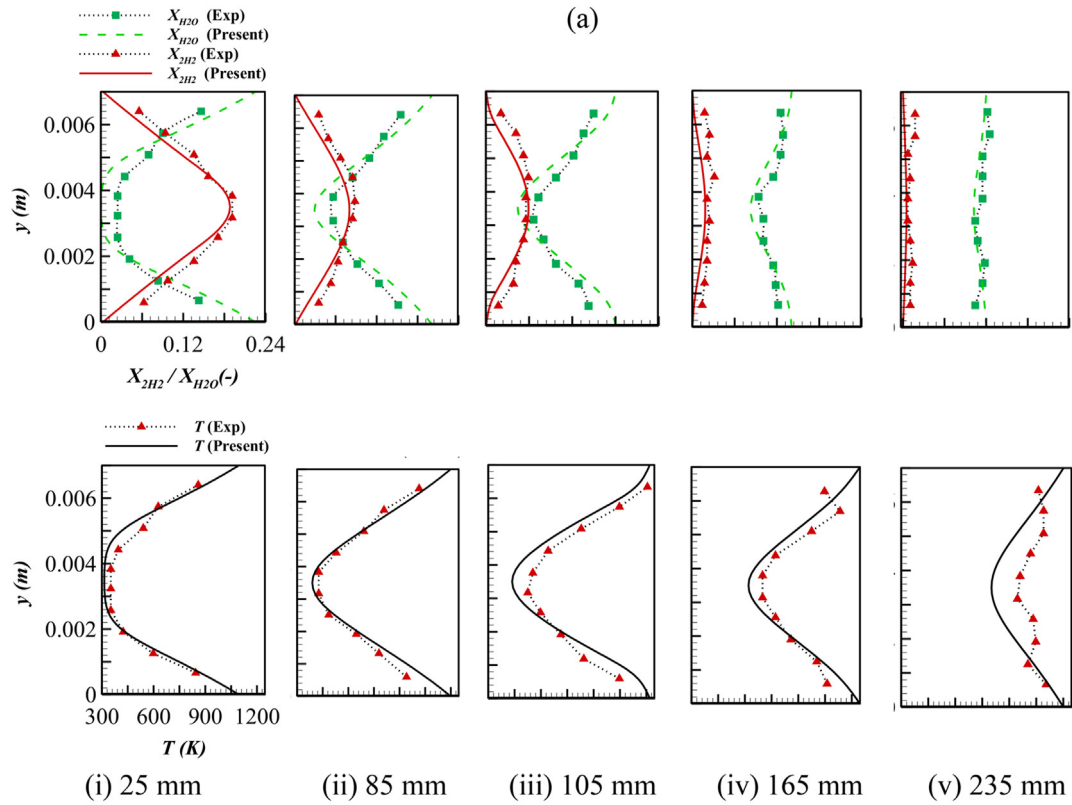 (a)
X_H2O (Exp)
X_H2O (Present)
X_2H2 (Exp)
X_2H2 (Present)
y (m)
0.006
0.004
0.002
0
0 0.12 0.24
X_2H2 / X_H2O(-)
T (Exp)
T (Present)
y (m)
0.006
0.004
0.002
0
300 600 900 1200
T (K)
(i) 25 mm (ii) 85 mm (iii) 105 mm (iv) 165 mm (v) 235 mm